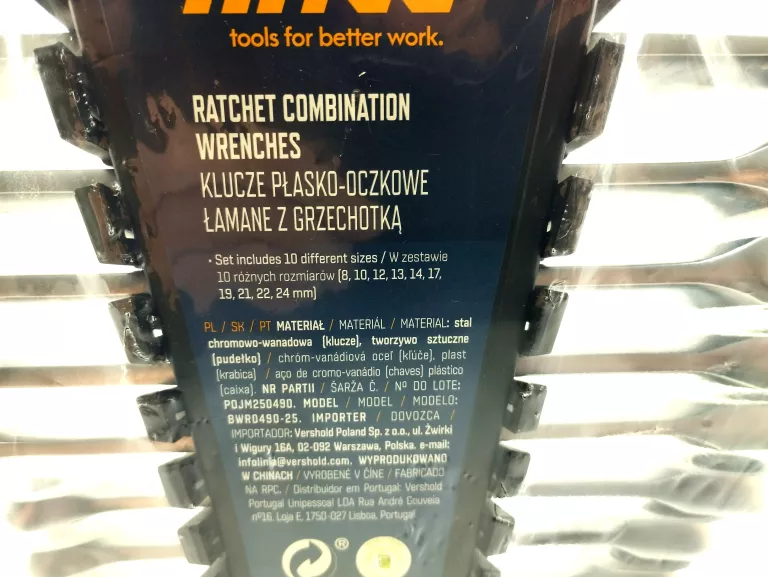 tools for better work.
RATCHET COMBINATION
WRENCHES
KLUCZE PŁASKO-OCZKOWE
ŁAMANE Z GRZECHOTKĄ
• Set includes 10 different sizes / W zestawie
10 różnych rozmiarów (8, 10, 12, 13, 14, 17,
19, 21, 22, 24 mm)
PL / SK / PT MATERIAŁ / MATERIÁL / MATERIAL: stal
chromowo-wanadowa (klucze), tworzywo sztuczne
(pudełko) / chróm-vanádiová oceľ (kľúče), plast
(krabica) / aço de cromo-vanádio (chaves) plástico
(caixa). NR PARTII / ŠARŽA Č. / Nº DO LOTE:
POJM250490. MODEL / MODEL / MODELO:
BWR0490-25. IMPORTER / DOVOZCA /
IMPORTADOR: Vershold Poland Sp. z o.o., ul. Żwirki
i Wigury 16A, 02-092 Warszawa, Polska. e-mail:
infolinia@vershold.com. WYPRODUKOWANO
W CHINACH / VYROBENÉ V ČÍNE / FABRICADO
NA RPC. / Distribuidor em Portugal: Vershold
Portugal Unipessoal LDA Rua André Gouveia
nº16, Loja E, 1750-027 Lisboa, Portugal
®